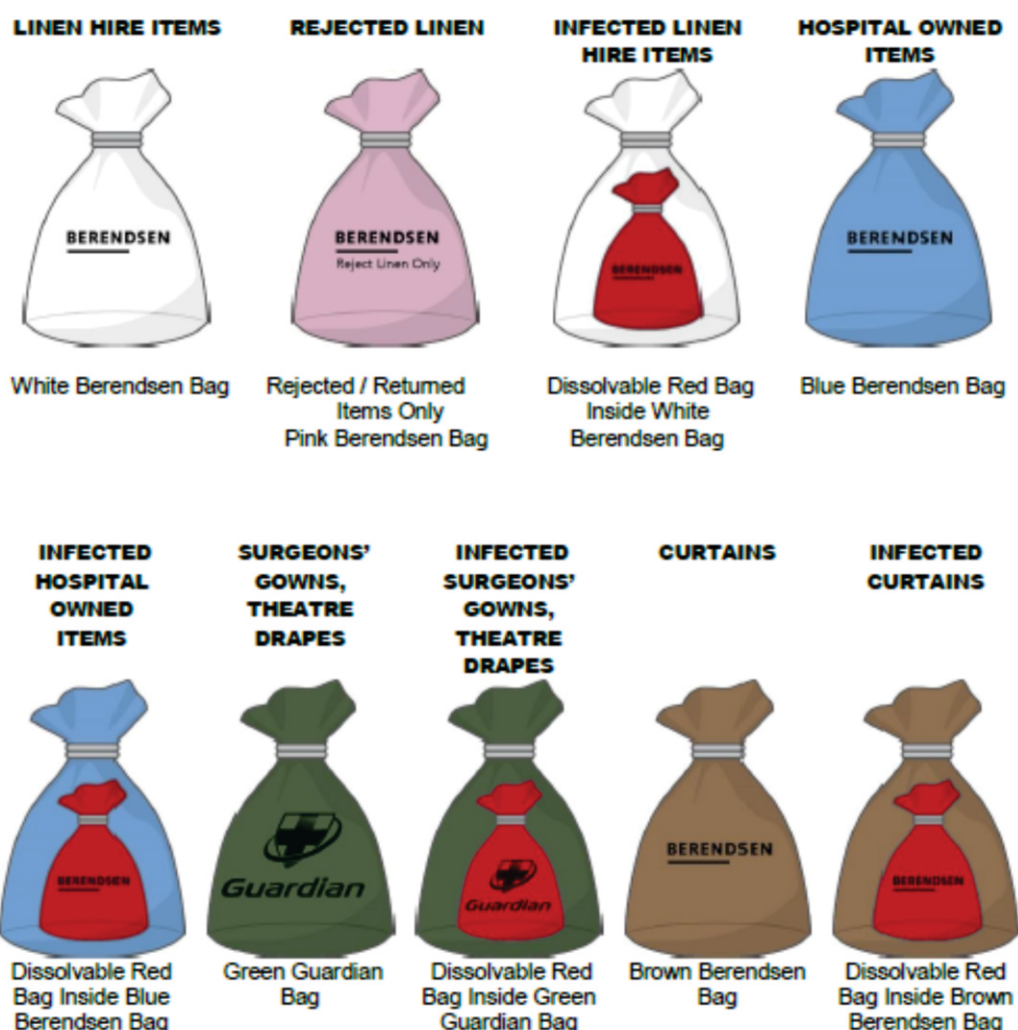 LINEN HIRE ITEMS
REJECTED LINEN
INFECTED LINEN
HIRE ITEMS
HOSPITAL OWNED
ITEMS
BERENDSEN
BERENDSEN
Reject Linen Only
BERENDSEN
BERENDSEN
White Berendsen Bag
Rejected / Returned
Items Only
Pink Berendsen Bag
Dissolvable Red Bag
Inside White
Berendsen Bag
Blue Berendsen Bag
INFECTED
HOSPITAL
OWNED
ITEMS
SURGEONS’
GOWNS,
THEATRE
DRAPES
INFECTED
SURGEONS’
GOWNS,
THEATRE
DRAPES
CURTAINS
INFECTED
CURTAINS
BERENDSEN
Guardian
Guardian
BERENDSEN
BERENDSEN
Dissolvable Red
Bag Inside Blue
Berendsen Bag
Green Guardian
Bag
Dissolvable Red
Bag Inside Green
Guardian Bag
Brown Berendsen
Bag
Dissolvable Red
Bag Inside Brown
Berendsen Bag